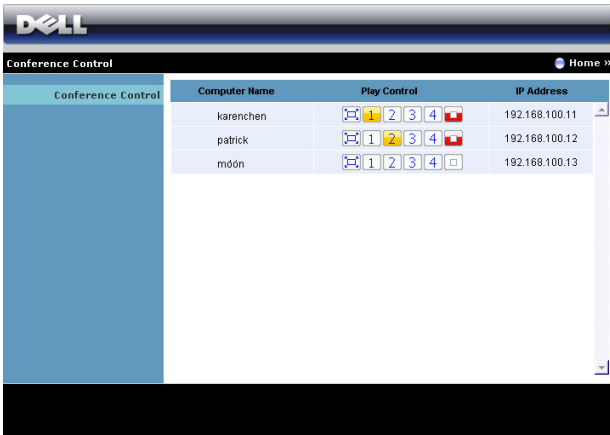 DELL
Conference Control
Home »
Conference Control
Computer Name Play Control IP Address
karenchen 1 2 3 4 192.168.100.11
patrick 1 2 3 4 192.168.100.12
móón 1 2 3 4 192.168.100.13